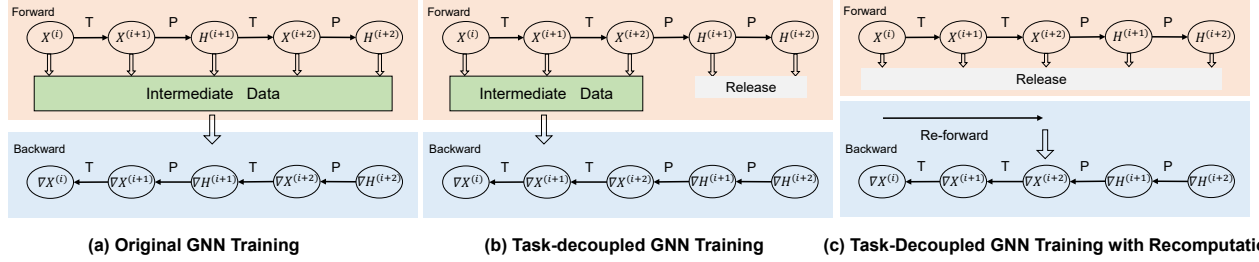 Forward
T P T P
X^(i) X^(i+1) H^(i+1) X^(i+2) H^(i+2)
Intermediate Data
Backward
T P T P
∇X^(i) ∇X^(i+1) ∇H^(i+1) ∇X^(i+2) ∇H^(i+2)
(a) Original GNN Training
Forward
T T P P
X^(i) X^(i+1) X^(i+2) H^(i+1) H^(i+2)
Intermediate Data Release
Backward
T T P P
∇X^(i) ∇X^(i+1) ∇X^(i+2) ∇H^(i+1) ∇H^(i+2)
(b) Task-decoupled GNN Training
Forward
T T P P
X^(i) X^(i+1) X^(i+2) H^(i+1) H^(i+2)
Release
Re-forward
Backward
T T P P
∇X^(i) ∇X^(i+1) ∇X^(i+2) ∇H^(i+1) ∇H^(i+2)
(c) Task-Decoupled GNN Training with Recomputati